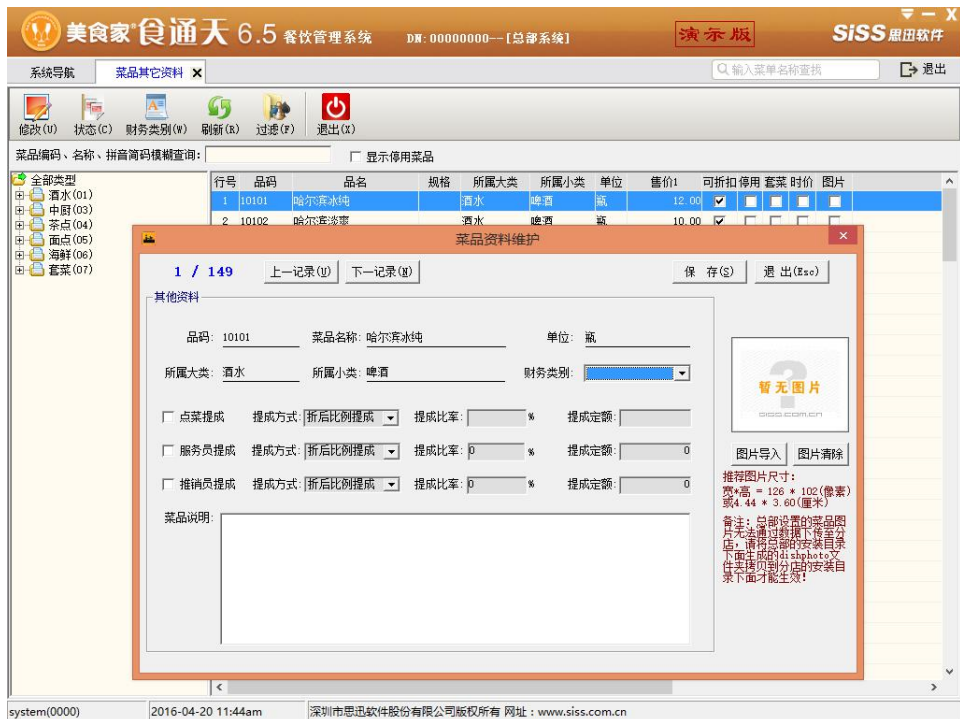 美食家®食通天 6.5 餐饮管理系统 DN:00000000--[总部系统] 演示版 SiSS 思迅软件
系统导航 菜品其它资料 输入菜单名称查找 退出
修改(U) 状态(C) 财务类别(W) 刷新(R) 过滤(F) 退出(X)
菜品编码、名称、拼音简码模糊查询: 显示停用菜品
全部类型
酒水(01)
中厨(03)
茶点(04)
面点(05)
海鲜(06)
套菜(07)
行号 品码 品名 规格 所属大类 所属小类 单位 售价1 可折扣 停用 套菜 时价 图片
1 10101 哈尔滨冰纯 酒水 啤酒 瓶 12.00
2 10102 哈尔滨淡爽 酒水 啤酒 瓶 10.00
菜品资料维护
1 / 149 上一记录(U) 下一记录(N) 保 存(S) 退 出(Esc)
其他资料
品码: 10101 菜品名称: 哈尔滨冰纯 单位: 瓶
所属大类: 酒水 所属小类: 啤酒 财务类别:
点菜提成 提成方式: 折后比例提成 提成比率: % 提成定额:
服务员提成 提成方式: 折后比例提成 提成比率: 0 % 提成定额: 0
推销员提成 提成方式: 折后比例提成 提成比率: 0 % 提成定额: 0
菜品说明:
暂无图片
siss.com.cn
图片导入 图片清除
推荐图片尺寸:
宽*高 = 126 * 102(像素)
或4.44 * 3.60(厘米)
备注: 总部设置的菜品图
片无法通过数据下传至分
店, 请将总部的安装目录
下面生成的dishphoto文
件夹拷贝到分店的安装目
录下面才能生效!
system(0000) 2016-04-20 11:44am 深圳市思迅软件股份有限公司版权所有 网址:www.siss.com.cn